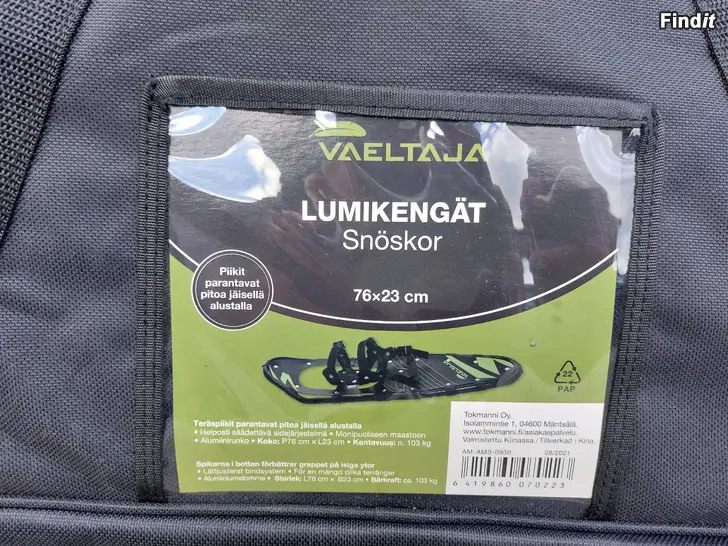 Findit
VAELTAJA
LUMIKENGÄT
Snöskor
76×23 cm
Piikit
parantavat
pitoa jäisellä
alustalla
Teräspiikit parantavat pitoa jäisellä alustalla
• Helposti säädettävä sidejärjestelmä • Monipuoliseen maastoon
• Alumiinirunko • Koko: P76 cm x L23 cm • Kantavuus: n. 103 kg
Spikarna i botten förbättrar greppet på isiga ytor
• Lättjusterat bindsystem • För en mängd olika terränger
• Aluminiumstomme • Storlek: L76 cm × B23 cm • Bärkraft: ca. 103 kg
22
PAP
Tokmanni Oy.
Isolammintie 1, 04600 Mäntsälä.
www.tokmanni.fi/asiakaspalvelu.
Valmistettu Kiinassa./Tillverkad i Kina.
AM-AMS-0930 08/2021
6 419860 070223